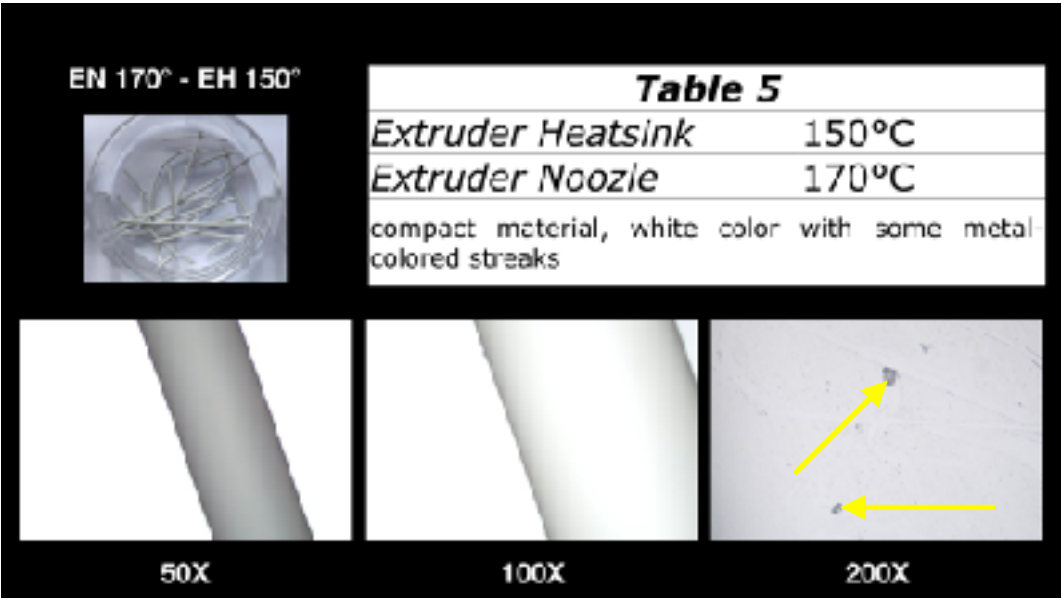 EN 170° - EH 150°
Table 5
Extruder Heatsink 150°C
Extruder Noozle 170°C
compact material, white color with some metal-
colored streaks
50X
100X
200X